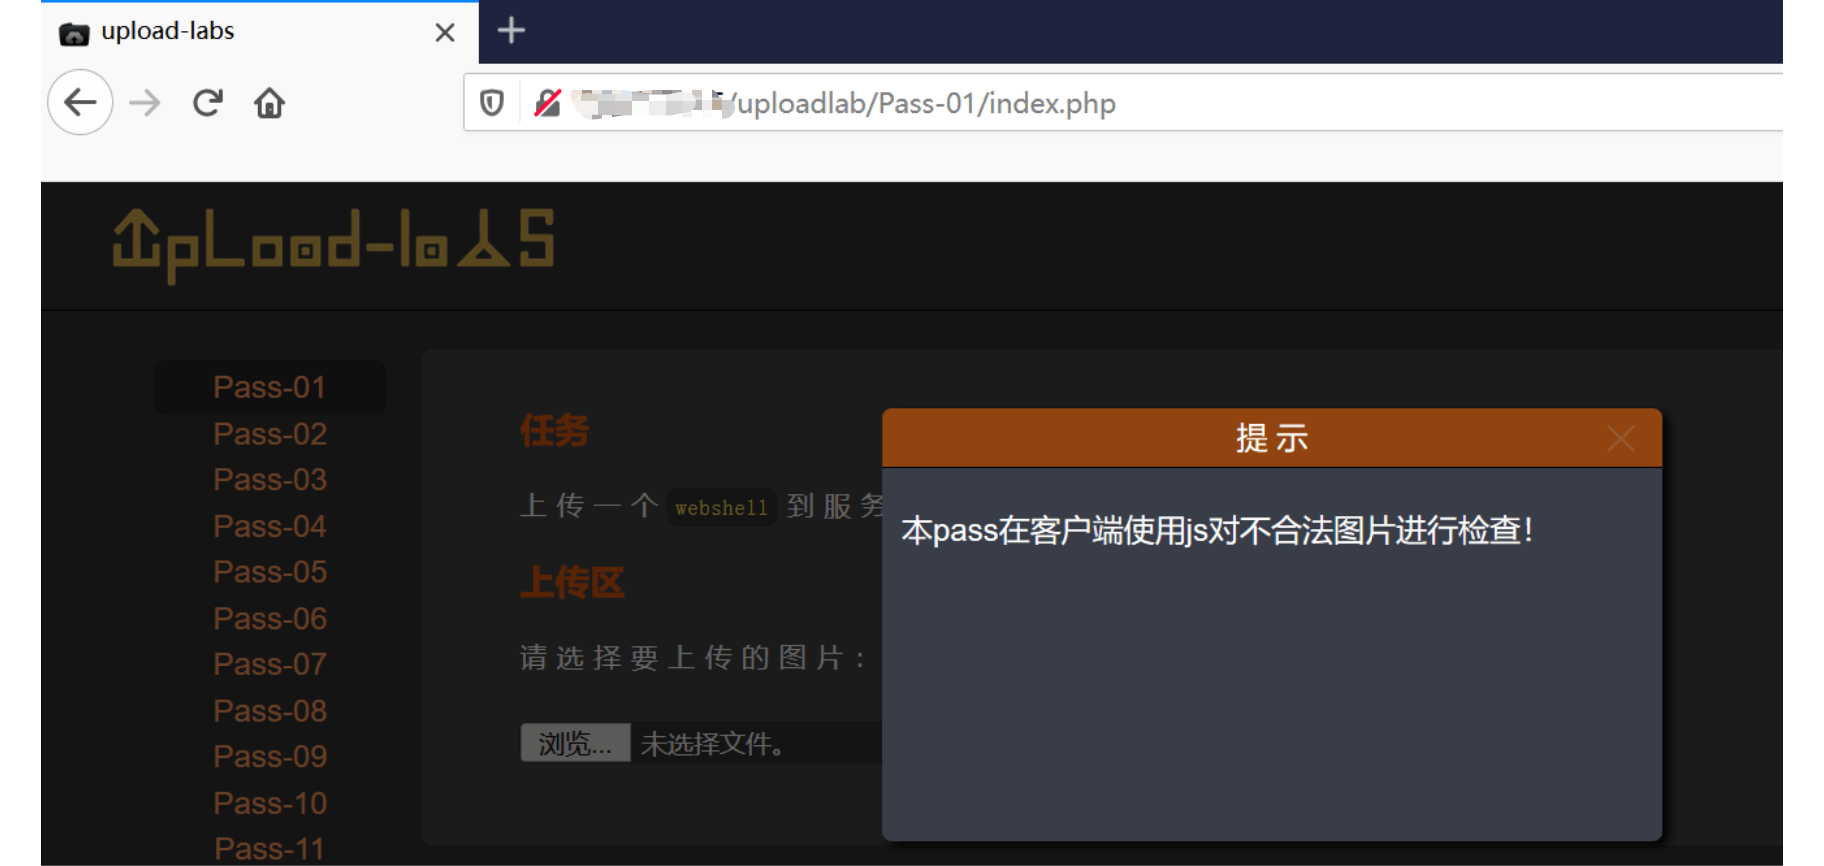 upload-labs
/uploadlab/Pass-01/index.php
UpLoad-labS
Pass-01
Pass-02
Pass-03
Pass-04
Pass-05
Pass-06
Pass-07
Pass-08
Pass-09
Pass-10
Pass-11
任务
上传一个 webshell 到服务
上传区
请选择要上传的图片：
浏览... 未选择文件。
提示
本pass在客户端使用js对不合法图片进行检查！